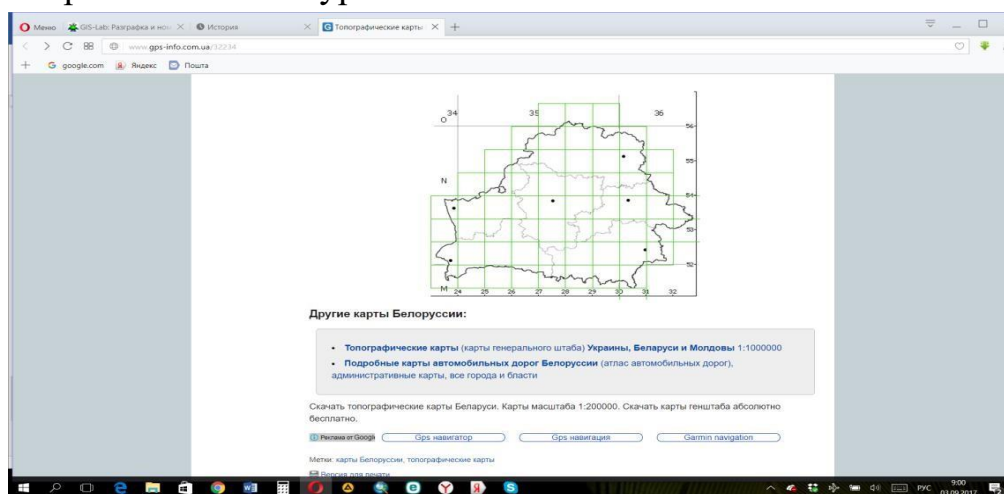 Меню
GIS-Lab: Разграфка и ном
История
Топографические карты
www.gps-info.com.ua/32234
google.com
Яндекс
Почта
34 35 36
O
56
55
N
54
53
52
M 24 25 26 27 28 29 30 31 32
Другие карты Белоруссии:
• Топографические карты (карты генерального штаба) Украины, Беларуси и Молдовы 1:1000000
• Подробные карты автомобильных дорог Белоруссии (атлас автомобильных дорог),
административные карты, все города и бласти
Скачать топографические карты Беларуси. Карты масштаба 1:200000. Скачать карты генштаба абсолютно
бесплатно.
Реклама от Google
Gps навигатор
Gps навигация
Garmin navigation
Метки: карты Белоруссии, топографические карты
Версия для печати
РУС
9:00
03.09.2017